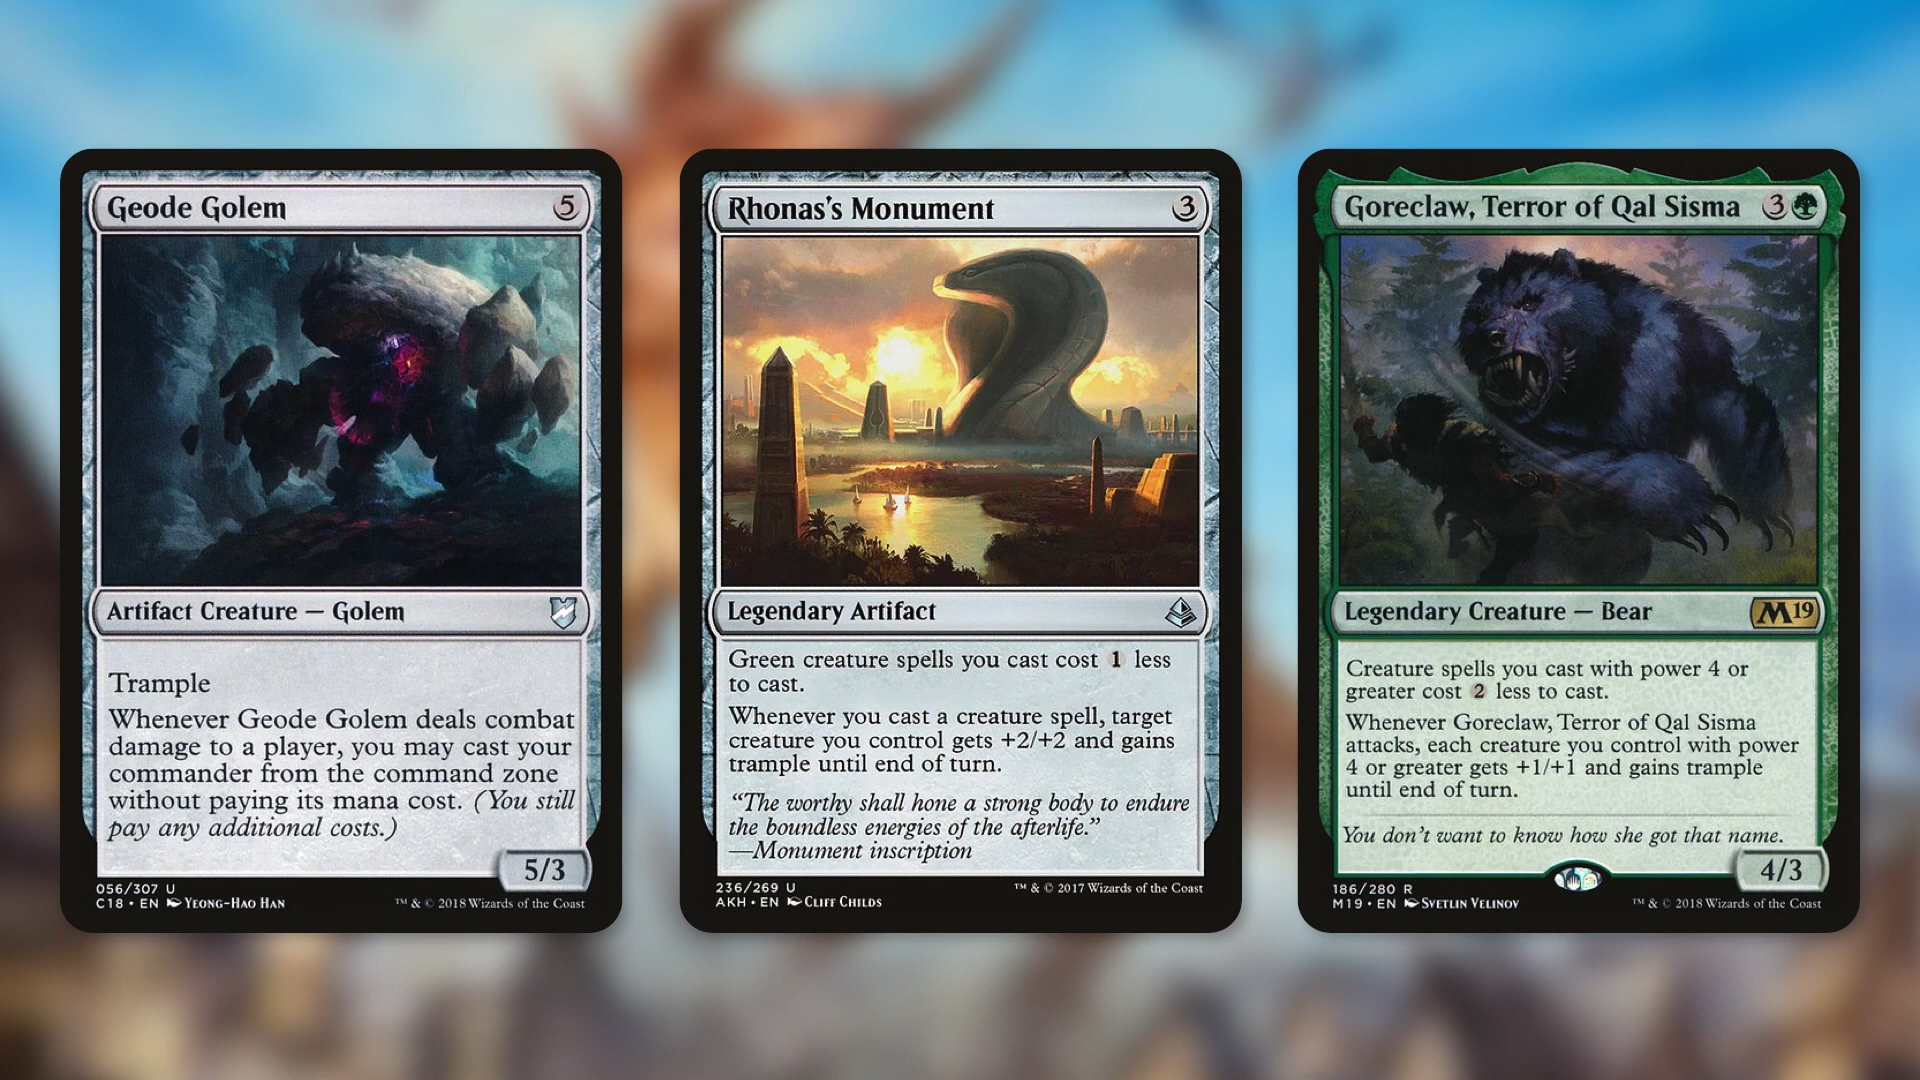 Geode Golem 5
Artifact Creature — Golem
Trample
Whenever Geode Golem deals combat
damage to a player, you may cast your
commander from the command zone
without paying its mana cost. (You still
pay any additional costs.)
5/3
056/307 U
C18 • EN Yeong-Hao Han
™ & © 2018 Wizards of the Coast
Rhonas's Monument 3
Legendary Artifact
Green creature spells you cast cost 1 less
to cast.
Whenever you cast a creature spell, target
creature you control gets +2/+2 and gains
trample until end of turn.
“The worthy shall hone a strong body to endure
the boundless energies of the afterlife.”
—Monument inscription
236/269 U
AKH • EN Cliff Childs
™ & © 2017 Wizards of the Coast
Goreclaw, Terror of Qal Sisma 3
Legendary Creature — Bear
M19
Creature spells you cast with power 4 or
greater cost 2 less to cast.
Whenever Goreclaw, Terror of Qal Sisma
attacks, each creature you control with power
4 or greater gets +1/+1 and gains trample
until end of turn.
You don't want to know how she got that name.
4/3
186/280 R
M19 • EN Svetlin Velinov
™ & © 2018 Wizards of the Coast